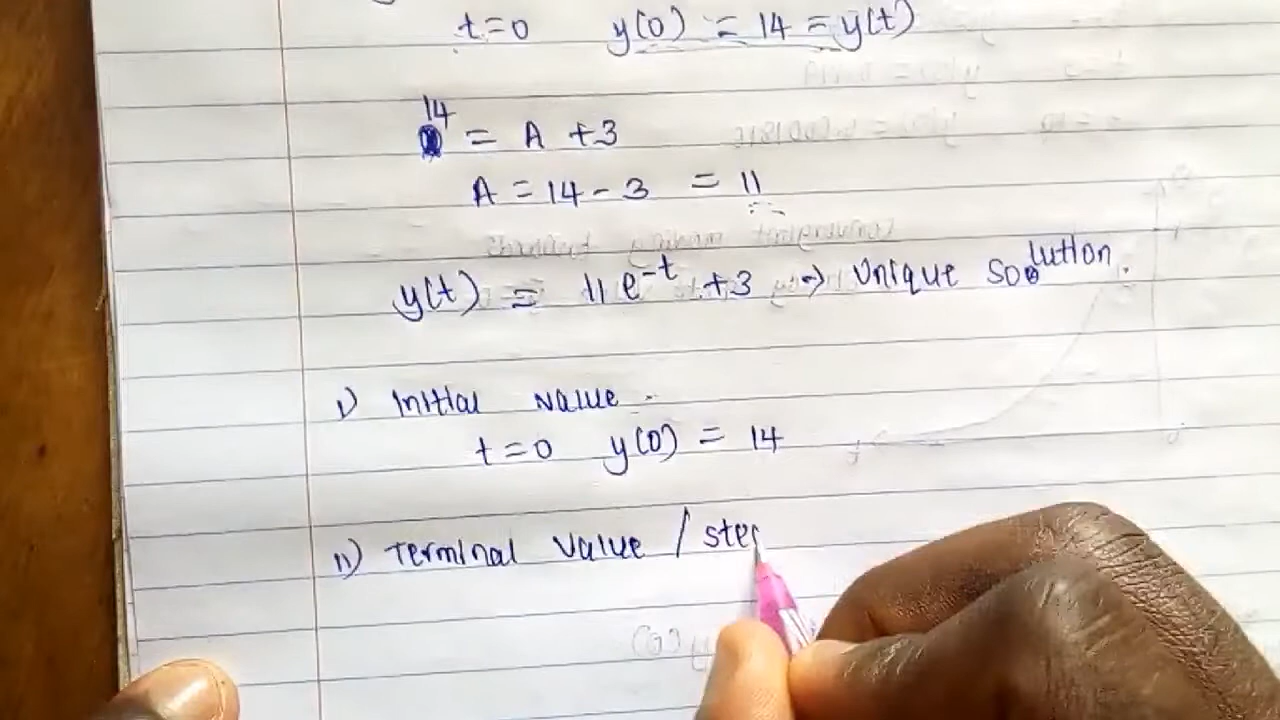 t=0 y(0) = 14 = y(t)
14
= A +3
A = 14 - 3 = 11
y(t) = 11e^-t +3 → Unique Solution.
i) Initial value.
t=0 y(0) = 14
ii) Terminal value / stea